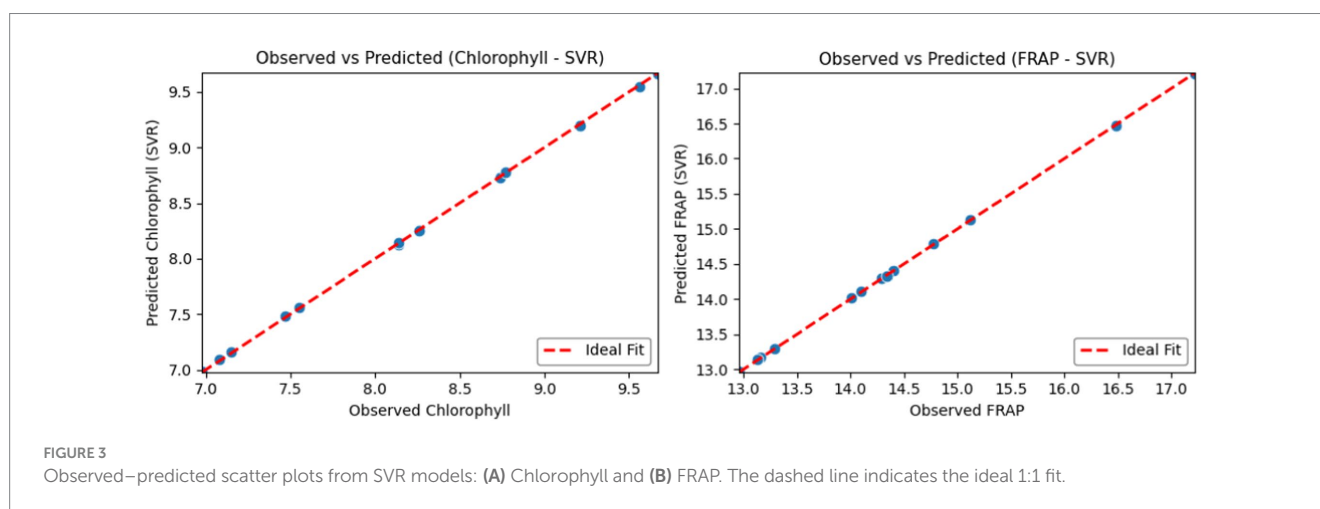 Observed vs Predicted (Chlorophyll - SVR)
Predicted Chlorophyll (SVR)
9.5
9.0
8.5
8.0
7.5
7.0
Ideal Fit
7.0 7.5 8.0 8.5 9.0 9.5
Observed Chlorophyll
Observed vs Predicted (FRAP - SVR)
Predicted FRAP (SVR)
17.0
16.5
16.0
15.5
15.0
14.5
14.0
13.5
13.0
Ideal Fit
13.0 13.5 14.0 14.5 15.0 15.5 16.0 16.5 17.0
Observed FRAP
FIGURE 3
Observed–predicted scatter plots from SVR models: (A) Chlorophyll and (B) FRAP. The dashed line indicates the ideal 1:1 fit.